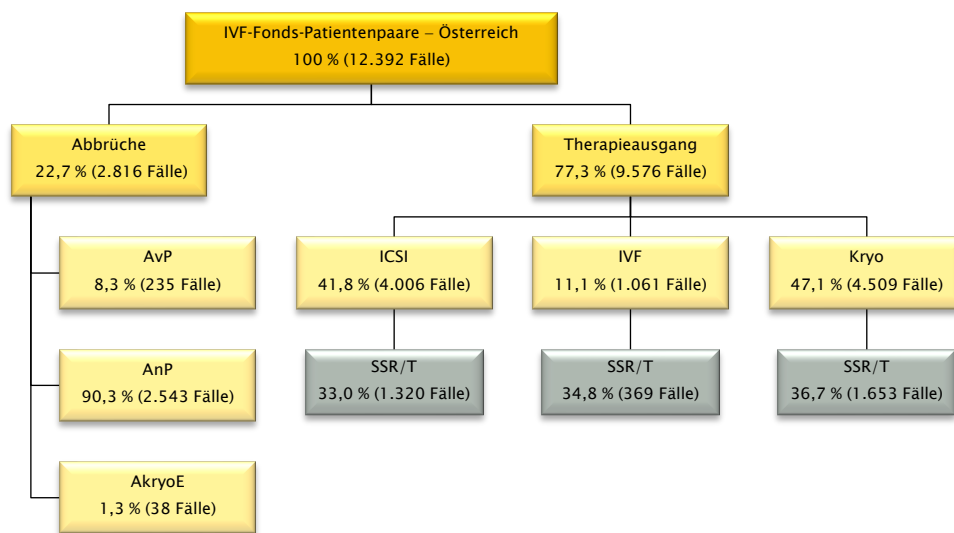 IVF-Fonds-Patientenpaare – Österreich
100 % (12.392 Fälle)
Abbrüche
22,7 % (2.816 Fälle)
Therapieausgang
77,3 % (9.576 Fälle)
AvP
8,3 % (235 Fälle)
ICSI
41,8 % (4.006 Fälle)
IVF
11,1 % (1.061 Fälle)
Kryo
47,1 % (4.509 Fälle)
AnP
90,3 % (2.543 Fälle)
SSR/T
33,0 % (1.320 Fälle)
SSR/T
34,8 % (369 Fälle)
SSR/T
36,7 % (1.653 Fälle)
AkryoE
1,3 % (38 Fälle)